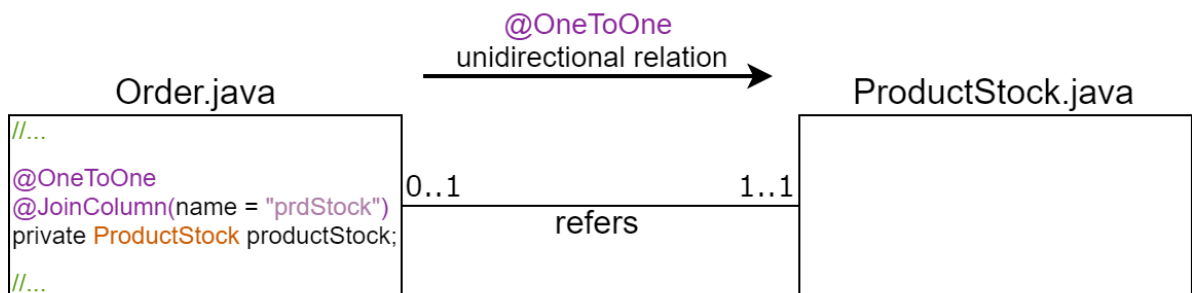 @OneToOne
unidirectional relation
Order.java
ProductStock.java
//...
@OneToOne
@JoinColumn(name = "prdStock")
private ProductStock productStock;
//...
0..1
1..1
refers